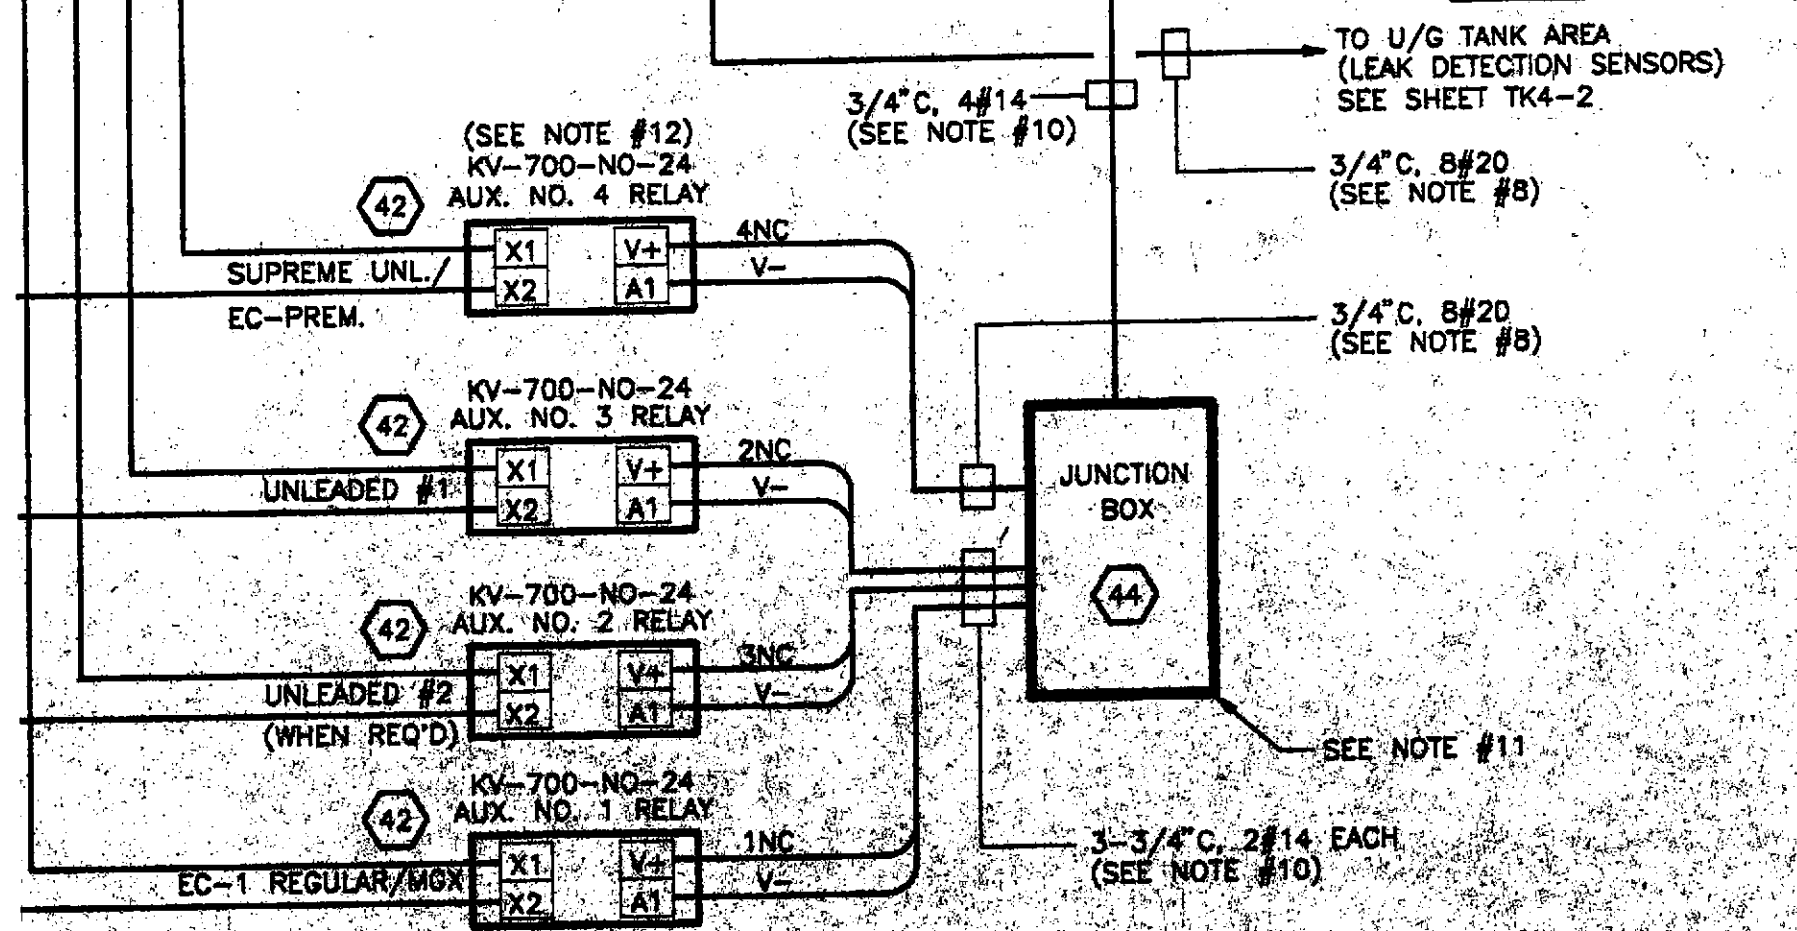 TO U/G TANK AREA
(LEAK DETECTION SENSORS)
SEE SHEET TK4-2
3/4"C, 4#14
(SEE NOTE #10)
3/4"C, 8#20
(SEE NOTE #8)
(SEE NOTE #12)
KV-700-NO-24
AUX. NO. 4 RELAY
42
X1
V+
4NC
X2
A1
V-
SUPREME UNL./
EC-PREM.
3/4"C, 8#20
(SEE NOTE #8)
KV-700-NO-24
AUX. NO. 3 RELAY
42
X1
V+
2NC
X2
A1
V-
UNLEADED #1
JUNCTION
BOX
44
KV-700-NO-24
AUX. NO. 2 RELAY
42
X1
V+
3NC
X2
A1
V-
UNLEADED #2
(WHEN REQ'D)
SEE NOTE #11
KV-700-NO-24
AUX. NO. 1 RELAY
42
X1
V+
1NC
X2
A1
V-
EC-1 REGULAR/MGX
3-3/4"C, 2#14 EACH
(SEE NOTE #10)